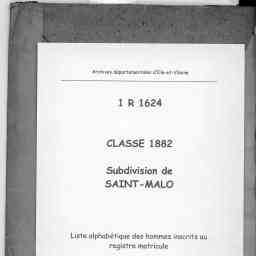 Archives départementales d'Ille-et-Vilaine
1 R 1624
CLASSE 1882
Subdivision de
SAINT-MALO
Liste alphabétique des hommes inscrits au
registre matricule